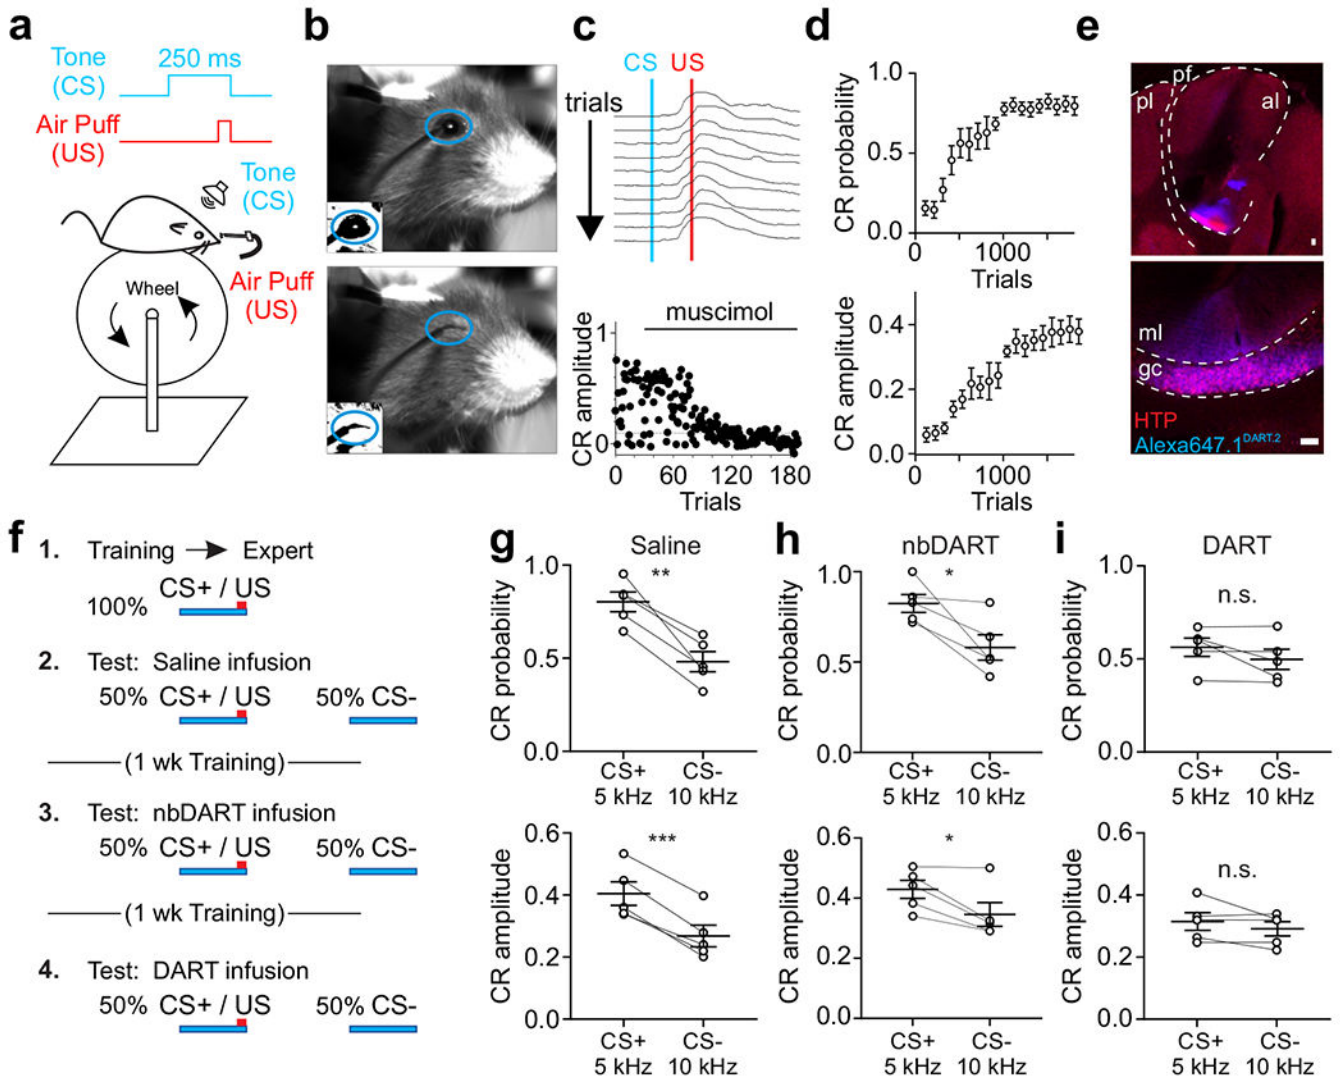 a
Tone
(CS)
250 ms
Air Puff
(US)
Tone
(CS)
Air Puff
(US)
Wheel
b
c
CS US
trials
muscimol
1
0
CR amplitude
0 60 120 180
Trials
d
1.0
0.5
0.0
CR probability
1000
Trials
0.4
0.2
0.0
CR amplitude
0 1000
Trials
e
pl
pf
al
ml
gc
HTP
Alexa647.1DART.2
f
1. Training Expert
100% CS+ / US
2. Test: Saline infusion
50% CS+ / US 50% CS-
(1 wk Training)
3. Test: nbDART infusion
50% CS+ / US 50% CS-
(1 wk Training)
4. Test: DART infusion
50% CS+ / US 50% CS-
g
Saline
**
1.0
0.5
0.0
CR probability
CS+ CS-
5 kHz 10 kHz
***
0.6
0.4
0.2
0.0
CR amplitude
CS+ CS-
5 kHz 10 kHz
h
nbDART
*
1.0
0.5
0.0
CR probability
CS+ CS-
5 kHz 10 kHz
*
0.6
0.4
0.2
0.0
CR amplitude
CS+ CS-
5 kHz 10 kHz
i
DART
n.s.
1.0
0.5
0.0
CR probability
CS+ CS-
5 kHz 10 kHz
n.s.
0.6
0.4
0.2
0.0
CR amplitude
CS+ CS-
5 kHz 10 kHz